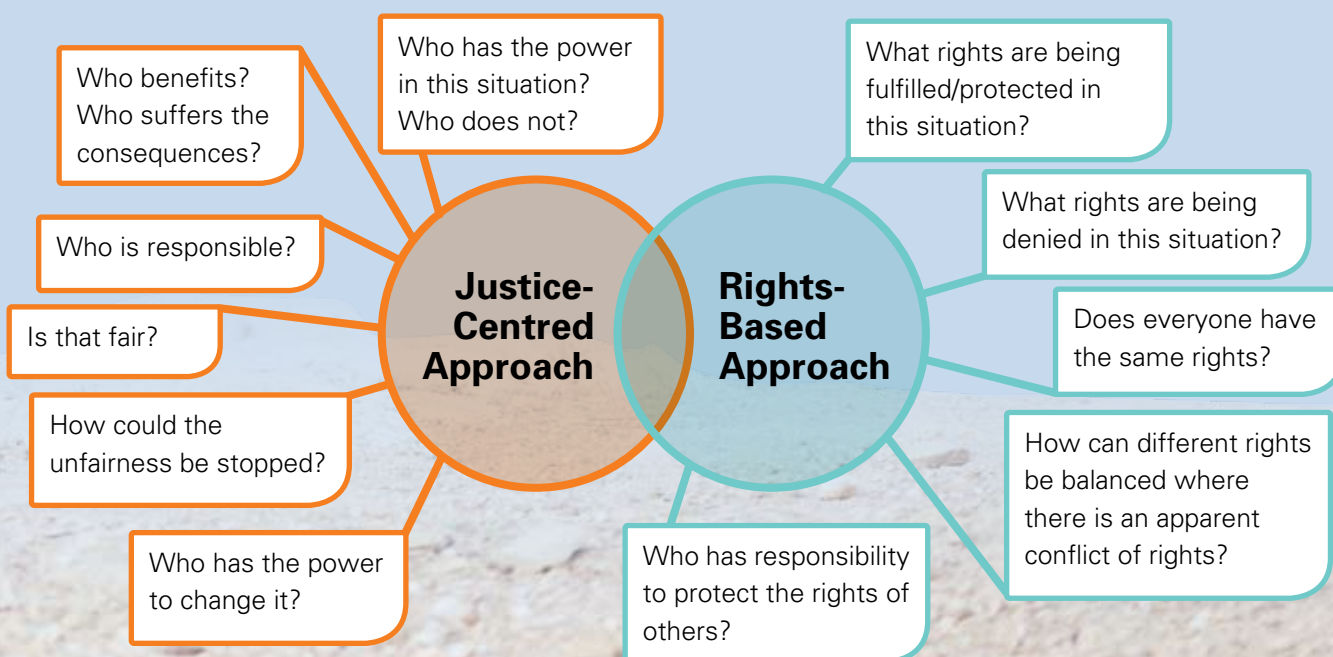 Who benefits?
Who suffers the
consequences?
Who has the power
in this situation?
Who does not?
Who is responsible?
Is that fair?
How could the
unfairness be stopped?
Who has the power
to change it?
Justice-
Centred
Approach
Rights-
Based
Approach
What rights are being
fulfilled/protected in
this situation?
What rights are being
denied in this situation?
Does everyone have
the same rights?
How can different rights
be balanced where
there is an apparent
conflict of rights?
Who has responsibility
to protect the rights of
others?